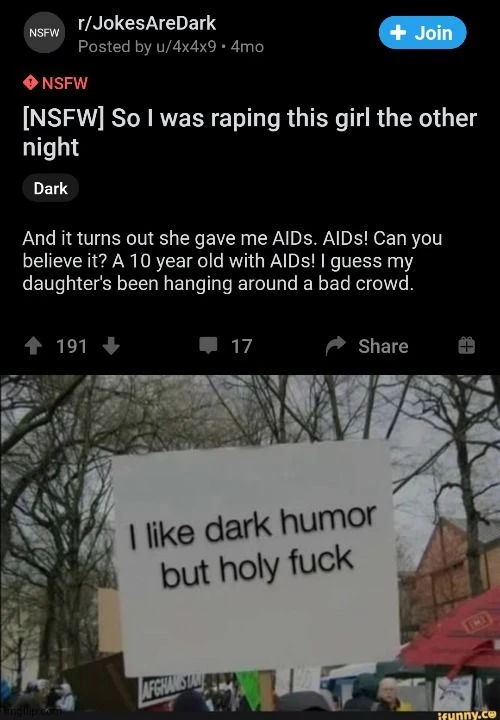 NSFW
r/JokesAreDark
Posted by u/4x4x9 • 4mo
+ Join
NSFW
[NSFW] So I was raping this girl the other
night
Dark
And it turns out she gave me AIDs. AIDs! Can you
believe it? A 10 year old with AIDs! I guess my
daughter's been hanging around a bad crowd.
191
17
Share
I like dark humor
but holy fuck
AFGHANISTAN
imgflip.com
ifunny.co